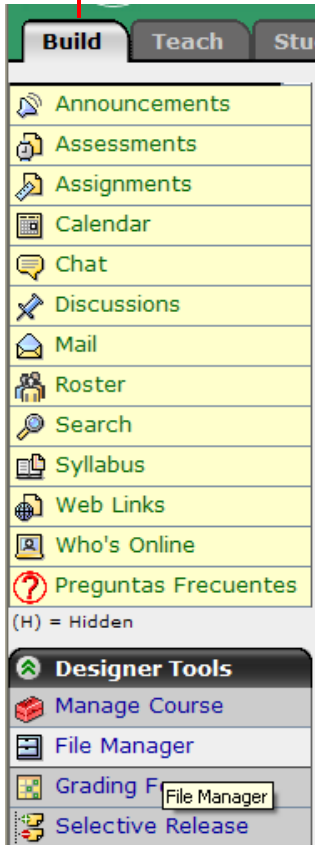 Build Teach Stu
Announcements
Assessments
Assignments
Calendar
Chat
Discussions
Mail
Roster
Search
Syllabus
Web Links
Who's Online
Preguntas Frecuentes
(H) = Hidden
Designer Tools
Manage Course
File Manager
Grading F
File Manager
Selective Release